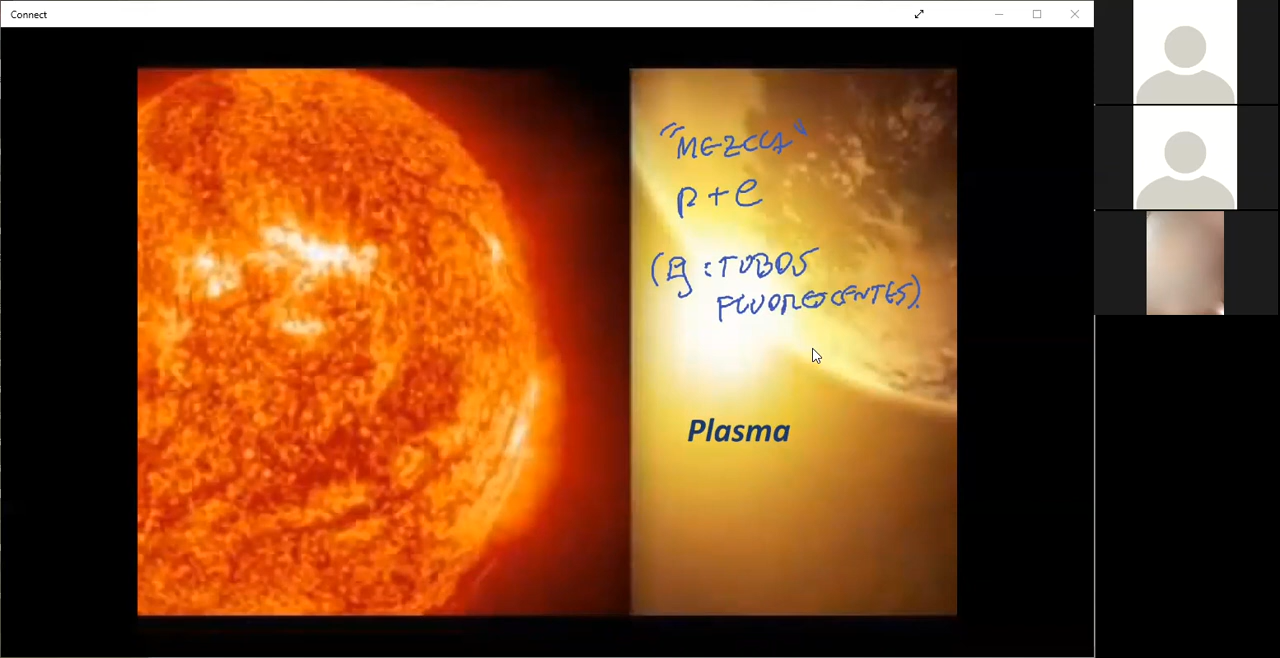 Connect
"MEZCLA"
p + e
(Ej : TUBOS
FLUORESCENTES).
Plasma